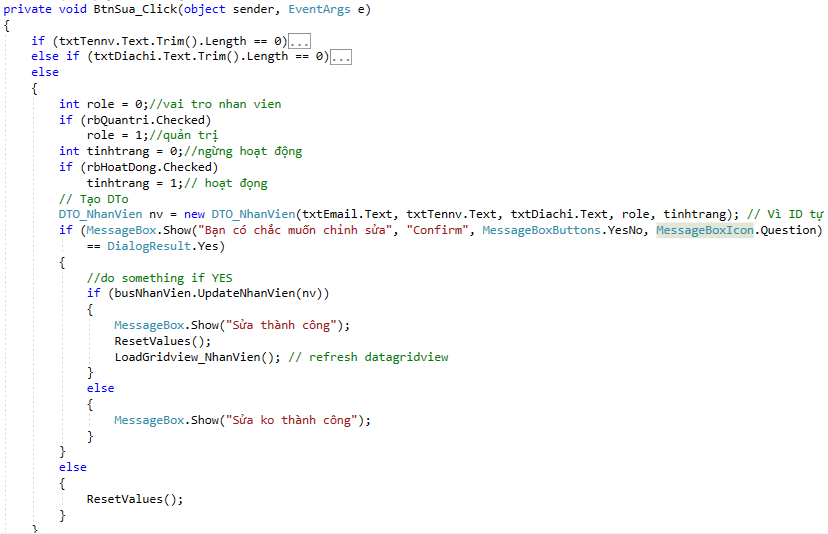 private void BtnSua_Click(object sender, EventArgs e)
{
if (txtTennv.Text.Trim().Length == 0)...
else if (txtDiachi.Text.Trim().Length == 0)...
else
{
int role = 0;//vai tro nhan vien
if (rbQuantri.Checked)
role = 1;//quản trị
int tinhtrang = 0;//ngừng hoạt động
if (rbHoatDong.Checked)
tinhtrang = 1;// hoạt đọng
// Tạo DTo
DTO_NhanVien nv = new DTO_NhanVien(txtEmail.Text, txtTennv.Text, txtDiachi.Text, role, tinhtrang); // Vì ID tự
if (MessageBox.Show("Bạn có chắc muốn chỉnh sửa", "Confirm", MessageBoxButtons.YesNo, MessageBoxIcon.Question)
== DialogResult.Yes)
{
//do something if YES
if (busNhanVien.UpdateNhanVien(nv))
{
MessageBox.Show("Sửa thành công");
ResetValues();
LoadGridview_NhanVien(); // refresh datagridview
}
else
{
MessageBox.Show("Sửa ko thành công");
}
}
else
{
ResetValues();
}
}